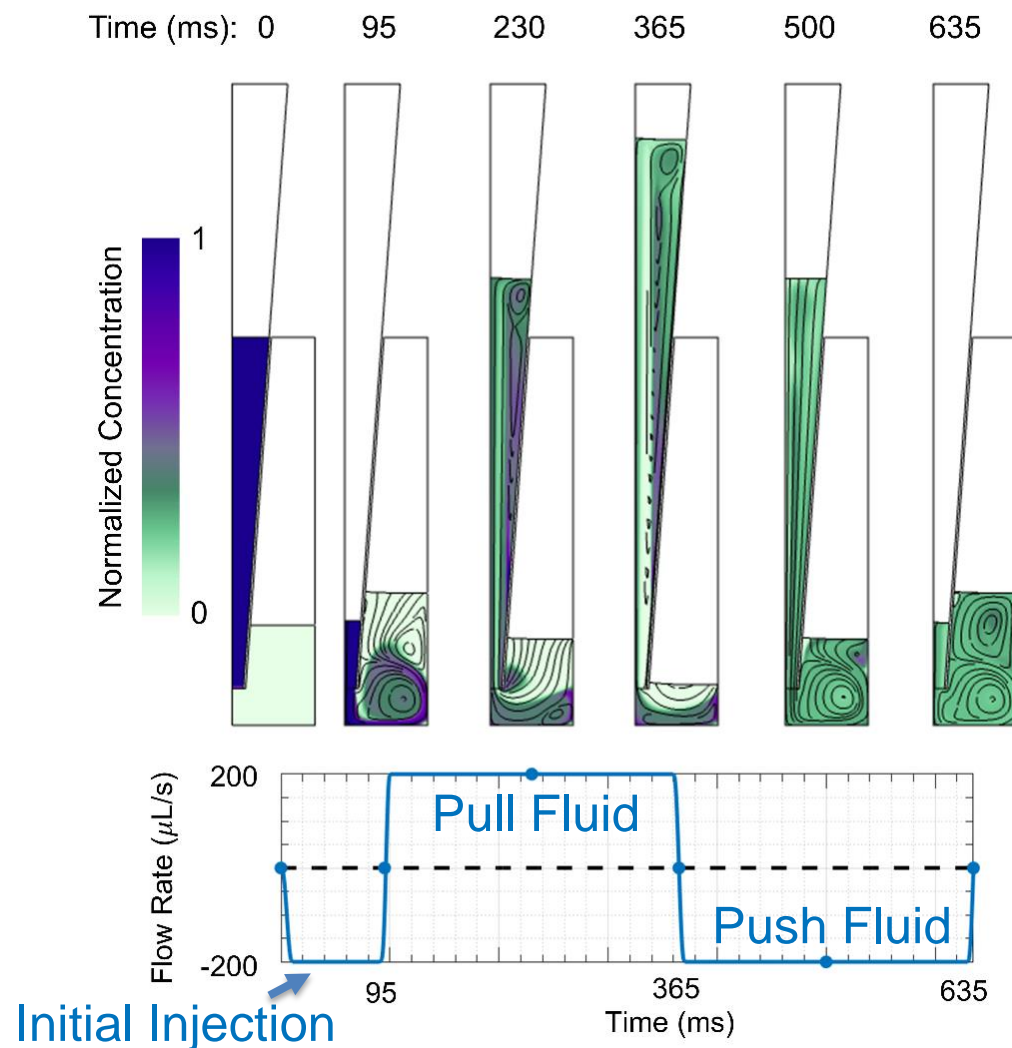 Time (ms): 0 95 230 365 500 635
Normalized Concentration
1
0
Flow Rate (μL/s)
200
-200
Pull Fluid
Push Fluid
Initial Injection
95 365 635
Time (ms)